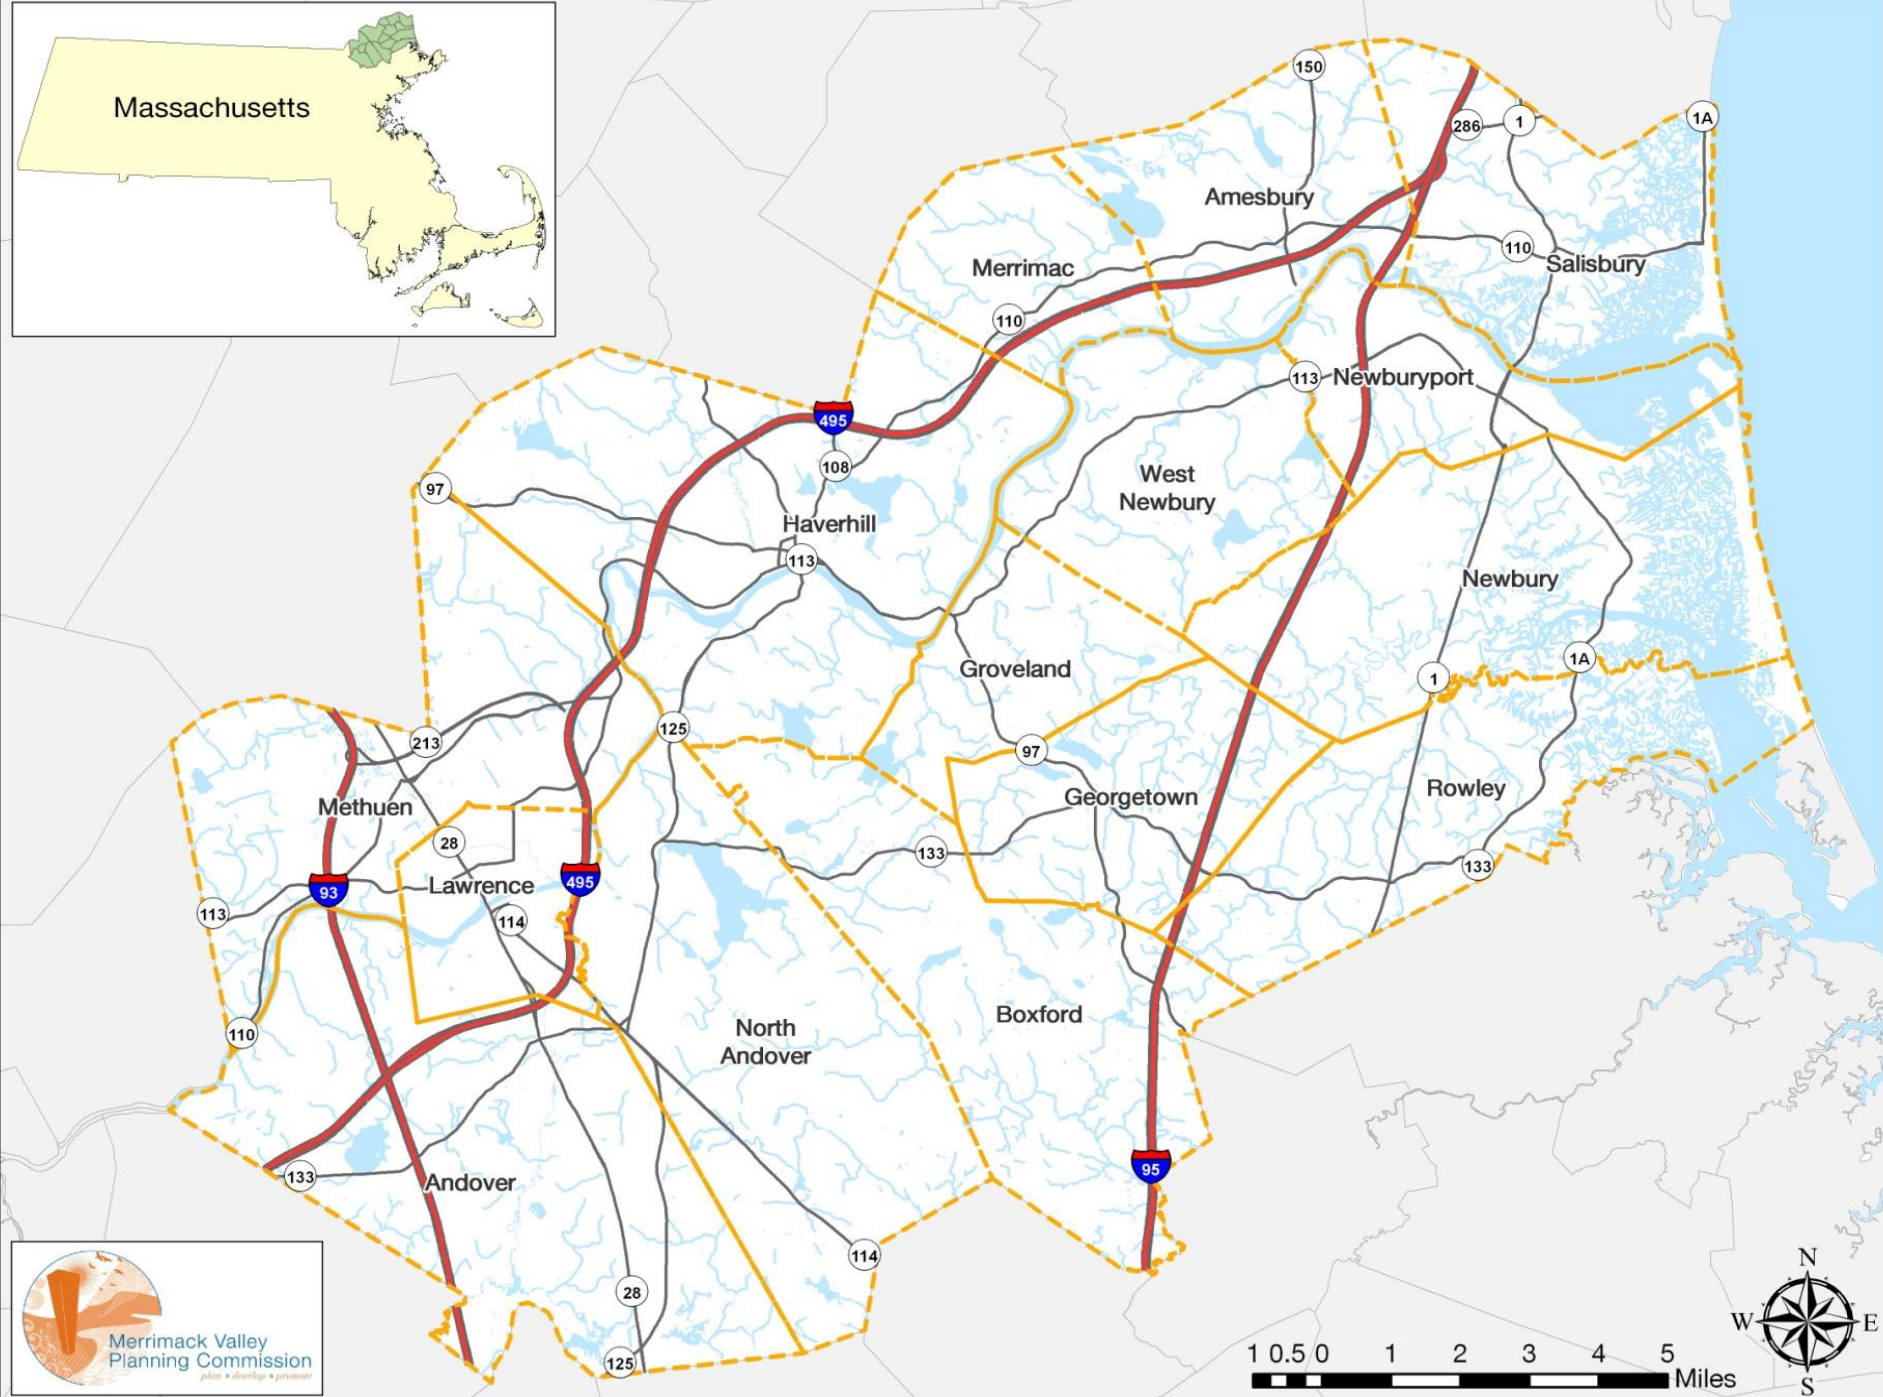 Massachusetts
150
1A
286
1
Amesbury
110
Salisbury
Merrimac
110
113
Newburyport
495
108
West
Newbury
97
Haverhill
113
Newbury
Groveland
1A
1
125
213
97
Rowley
Georgetown
Methuen
28
133
133
Lawrence
495
93
113
114
Boxford
North
Andover
110
95
133
Andover
114
28
125
Merrimack Valley
Planning Commission
plan • develop • promote
N
W
E
S
1 0.5 0 1 2 3 4 5
Miles